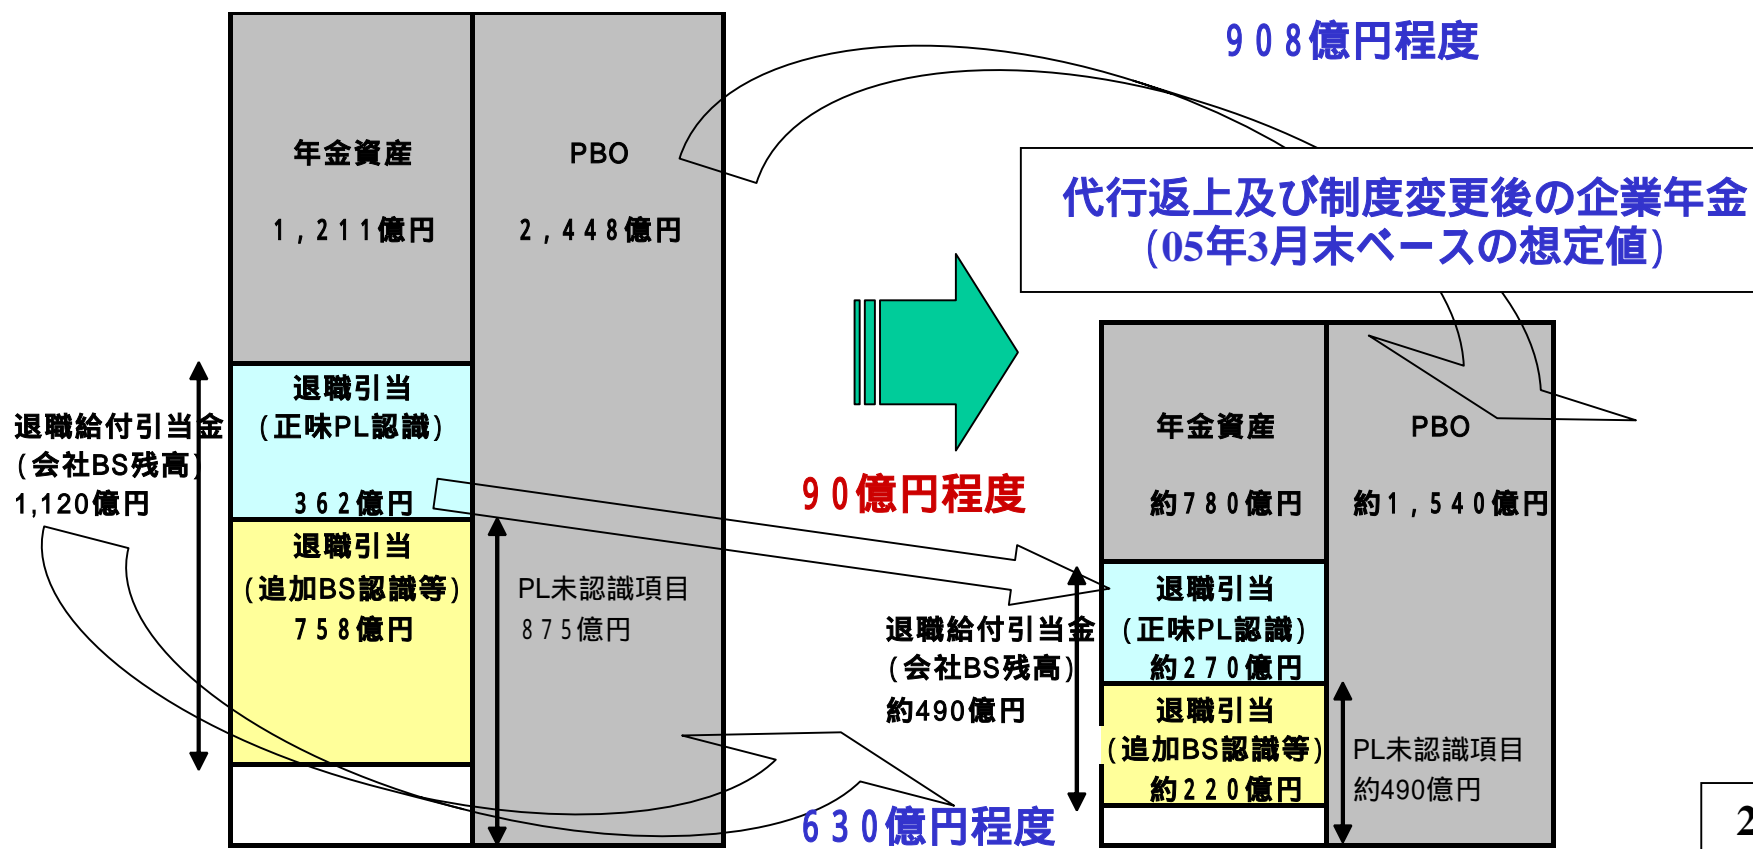 908億円程度
年金資産
1,211億円
PBO
2,448億円
代行返上及び制度変更後の企業年金
(05年3月末ベースの想定値)
退職給付引当金
(会社BS残高)
1,120億円
退職引当
(正味PL認識)
362億円
退職引当
(追加BS認識等)
758億円
PL未認識項目
875億円
90億円程度
630億円程度
年金資産
約780億円
PBO
約1,540億円
退職給付引当金
(会社BS残高)
約490億円
退職引当
(正味PL認識)
約270億円
退職引当
(追加BS認識等)
約220億円
PL未認識項目
約490億円
2